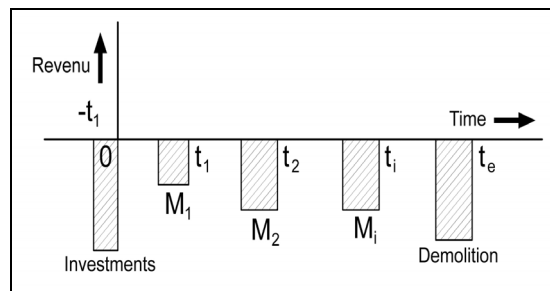 Revenu
-t₁
Time
0
t₁
t₂
tᵢ
tₑ
M₁
M₂
Mᵢ
Investments
Demolition